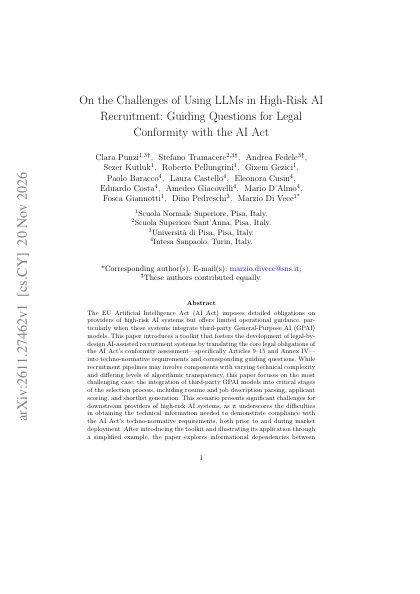 arXiv:2611.27462v1 [cs.CY] 20 Nov 2026
On the Challenges of Using LLMs in High-Risk AI
Recruitment: Guiding Questions for Legal
Conformity with the AI Act
Clara Punzi1,3†, Stefano Tramacere2,3†, Andrea Fedele3†,
Sezer Kutluk1, Roberto Pellungrini1, Gizem Gezici1,
Paolo Baracco4, Laura Castello4, Eleonora Cusin4,
Eduardo Costa4, Amedeo Giacovelli4, Mario D'Almo4,
Fosca Giannotti1, Dino Pedreschi3, Marzio Di Vece1*
1Scuola Normale Superiore, Pisa, Italy.
2Scuola Superiore Sant'Anna, Pisa, Italy.
3Università di Pisa, Pisa, Italy.
4Intesa Sanpaolo, Turin, Italy.
*Corresponding author(s). E-mail(s): marzio.divece@sns.it;
†These authors contributed equally.
Abstract
The EU Artificial Intelligence Act (AI Act) imposes detailed obligations on
providers of high-risk AI systems but offers limited operational guidance, par-
ticularly when these systems integrate third-party General-Purpose AI (GPAI)
models. This paper introduces a toolkit that fosters the development of legal-by-
design AI-assisted recruitment systems by translating the core legal obligations of
the AI Act's conformity assessment—specifically Articles 9–15 and Annex IV—
into techno-normative requirements and corresponding guiding questions. While
recruitment pipelines may involve components with varying technical complexity
and differing levels of algorithmic transparency, this paper focuses on the most
challenging case: the integration of third-party GPAI models into critical stages
of the selection process, including resume and job description parsing, applicant
scoring, and shortlist generation. This scenario presents significant challenges for
downstream providers of high-risk AI systems, as it underscores the difficulties
in obtaining the technical information needed to demonstrate compliance with
the AI Act's techno-normative requirements, both prior to and during market
deployment. After introducing the toolkit and illustrating its application through
a simplified example, the paper explores informational dependencies between
1